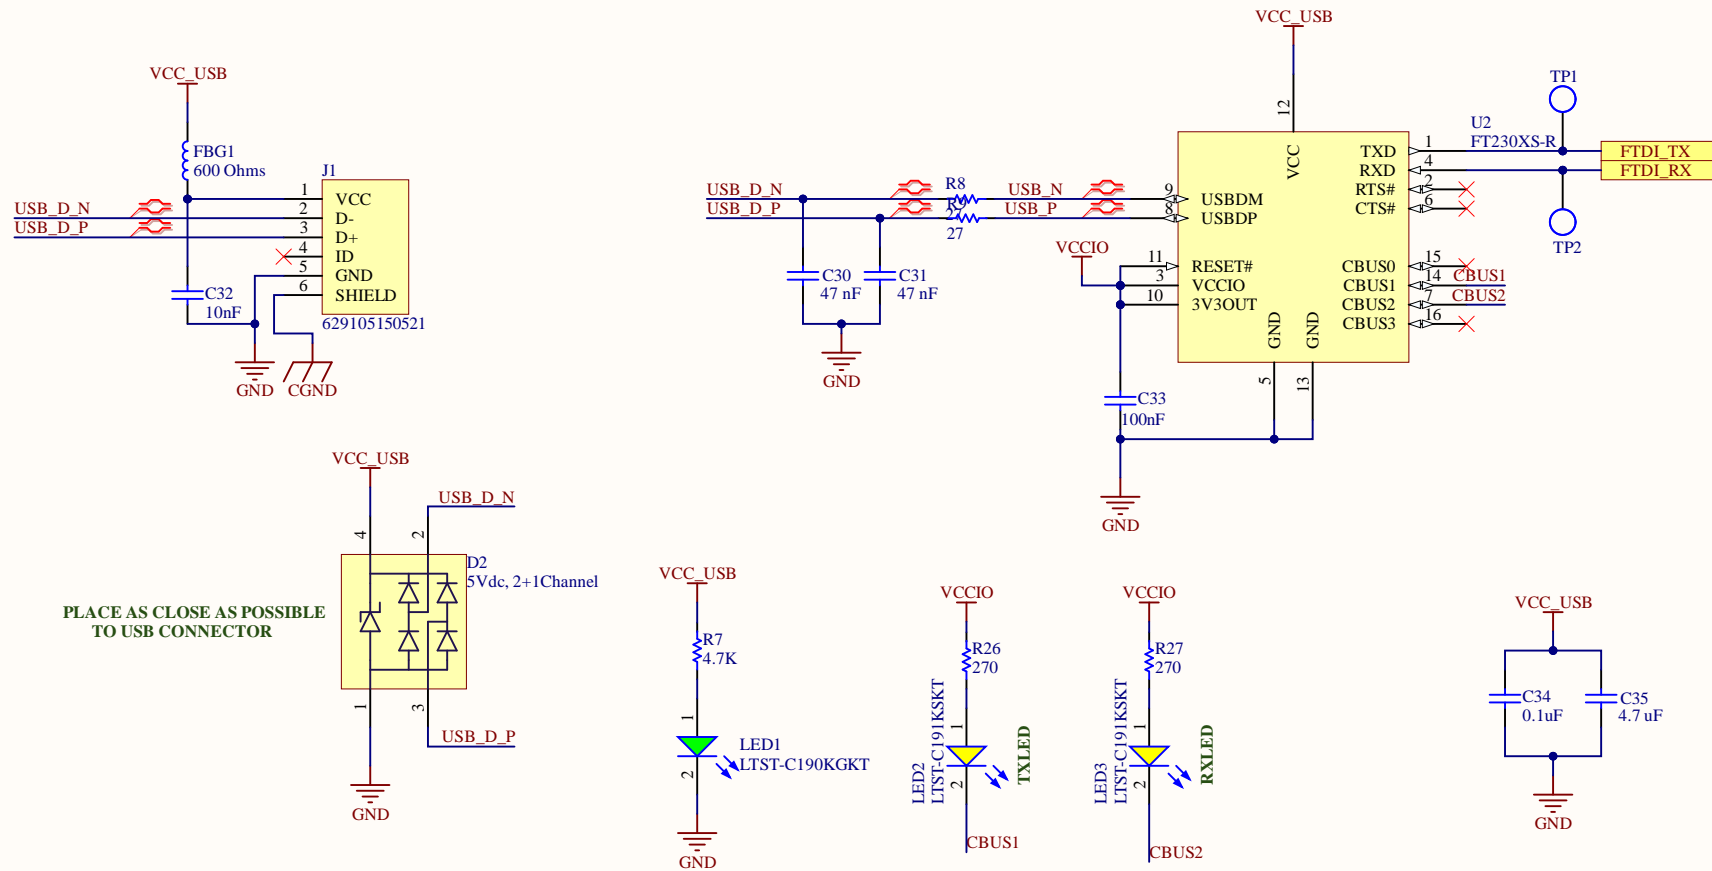 VCC_USB
FBG1
600 Ohms
J1
1 VCC
USB_D_N 2 D-
USB_D_P 3 D+
4 ID
5 GND
6 SHIELD
C32
10nF
629105150521
GND CGND
VCC_USB
12
VCC
TP1
U2
FT230XS-R
TXD 1 FTDI_TX
RXD 4 FTDI_RX
RTS# 2
CTS# 6
TP2
USB_D_N R8 USB_N 9 USBDM
27
USB_D_P R9 USB_P 8 USBDP
27
VCCIO
11 RESET#
3 VCCIO
10 3V3OUT
CBUS0 15
CBUS1 14 CBUS1
CBUS2 7 CBUS2
CBUS3 16
C30
47 nF
C31
47 nF
GND
GND GND
5 13
C33
100nF
GND
VCC_USB
USB_D_N
4 2
D2
5Vdc, 2+1Channel
PLACE AS CLOSE AS POSSIBLE
TO USB CONNECTOR
1 3
USB_D_P
GND
VCC_USB
R7
4.7K
1
LED1
LTST-C190KGKT
2
GND
VCCIO
R26
270
1
LED2
LTST-C191KSKT
TXLED
2
CBUS1
VCCIO
R27
270
1
LED3
LTST-C191KSKT
RXLED
2
CBUS2
VCC_USB
C34
0.1uF
C35
4.7 uF
GND